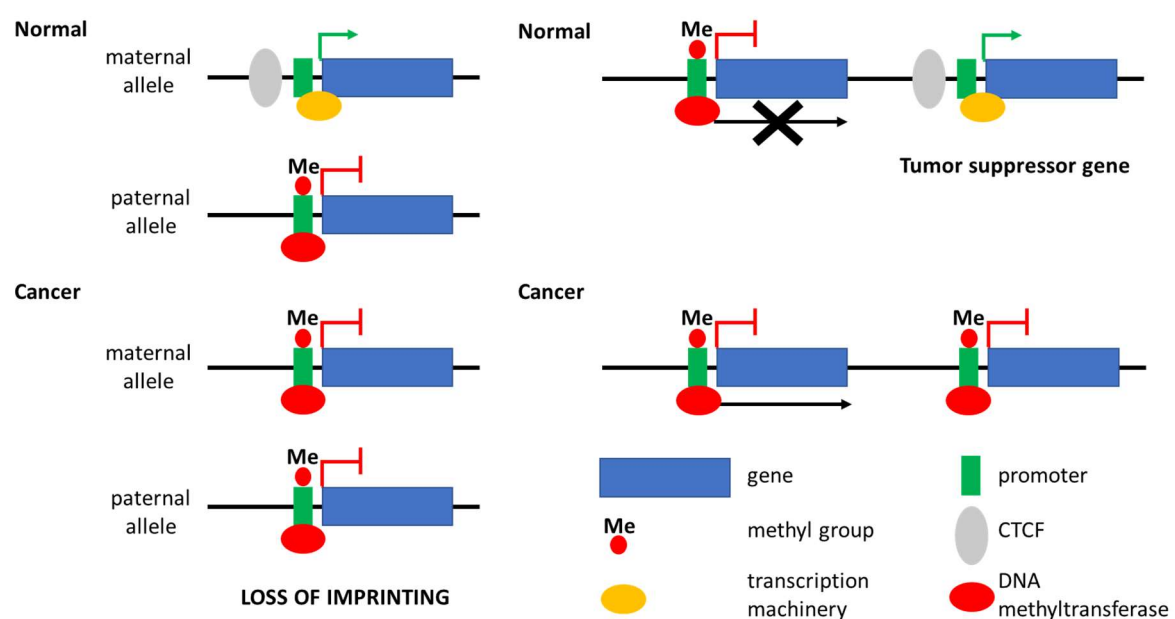 Normal
maternal
allele
Me
paternal
allele
Cancer
Me
maternal
allele
Me
paternal
allele
LOSS OF IMPRINTING
Normal
Me
Tumor suppressor gene
Cancer
Me
Me
gene
promoter
Me
methyl group
CTCF
transcription
machinery
DNA
methyltransferase